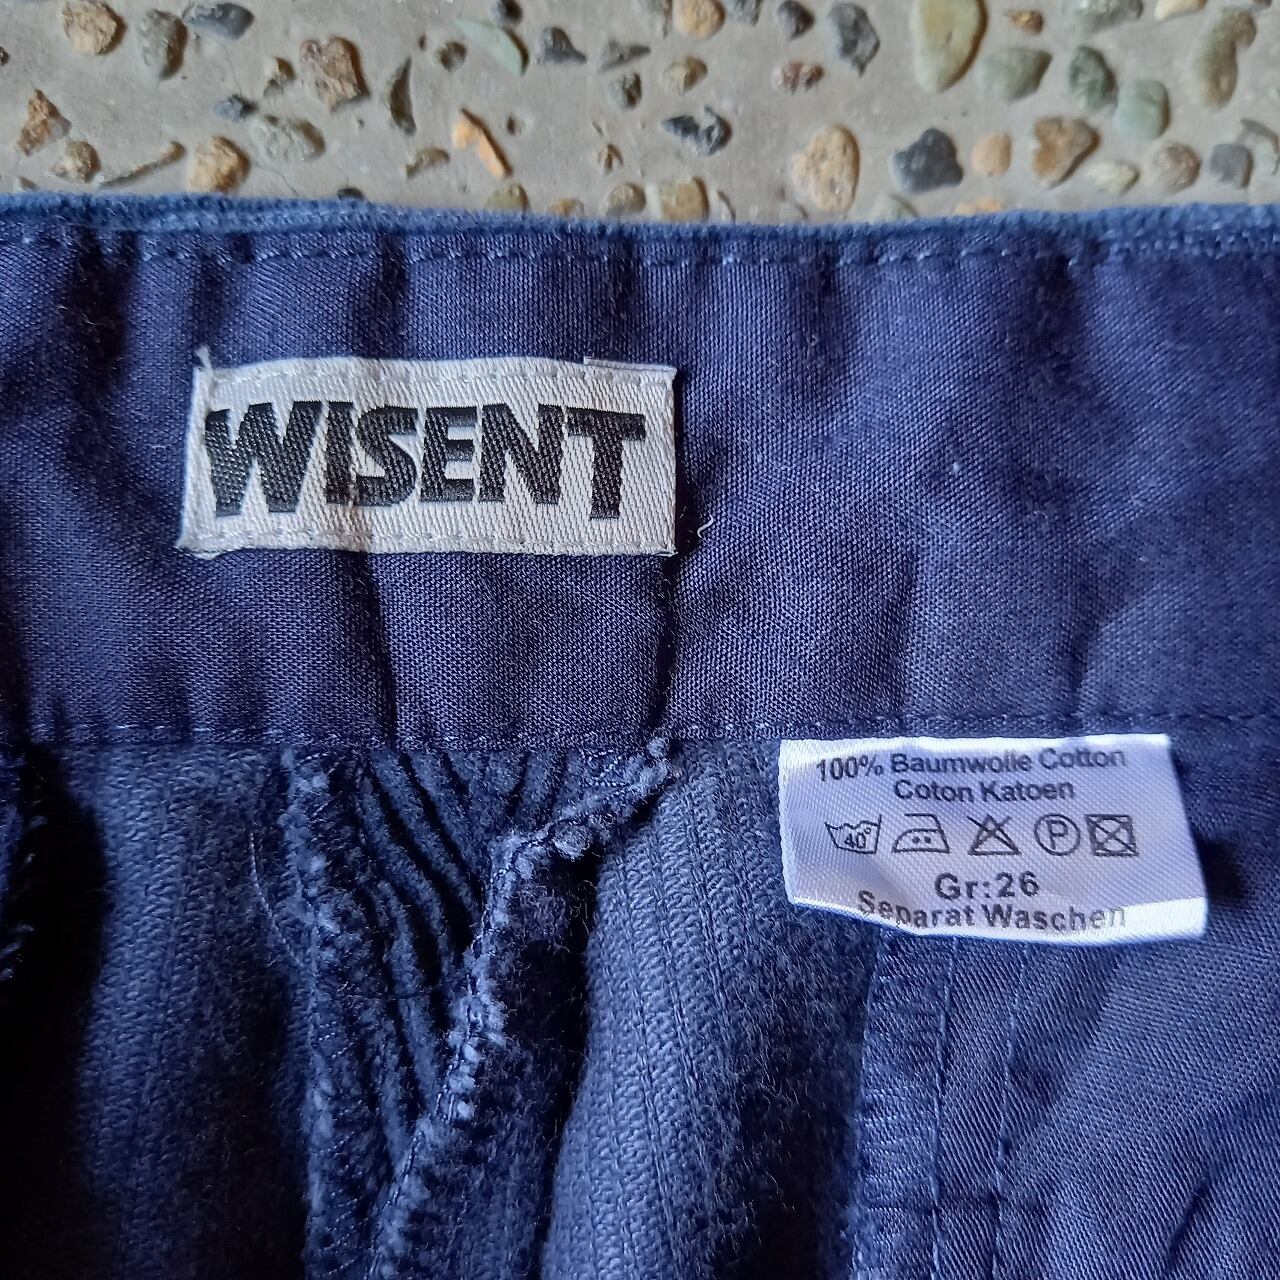 WISENT
100% Baumwolle Cotton
Coton Katoen
40° P
Gr:26
Separat Waschen